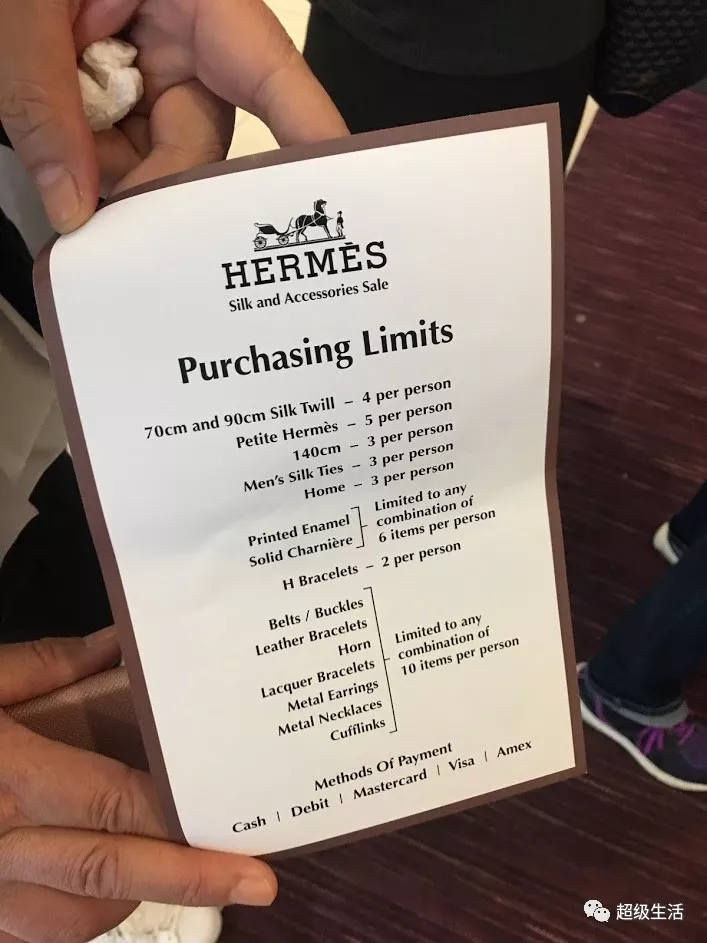 HERMÈS
Silk and Accessories Sale
Purchasing Limits
70cm and 90cm Silk Twill – 4 per person
Petite Hermès – 5 per person
140cm – 3 per person
Men's Silk Ties – 3 per person
Home – 3 per person
Printed Enamel
Solid Charnière
Limited to any
combination of
6 items per person
H Bracelets – 2 per person
Belts / Buckles
Leather Bracelets
Horn
Lacquer Bracelets
Metal Earrings
Metal Necklaces
Cufflinks
Limited to any
combination of
10 items per person
Methods Of Payment
Cash | Debit | Mastercard | Visa | Amex
超级生活